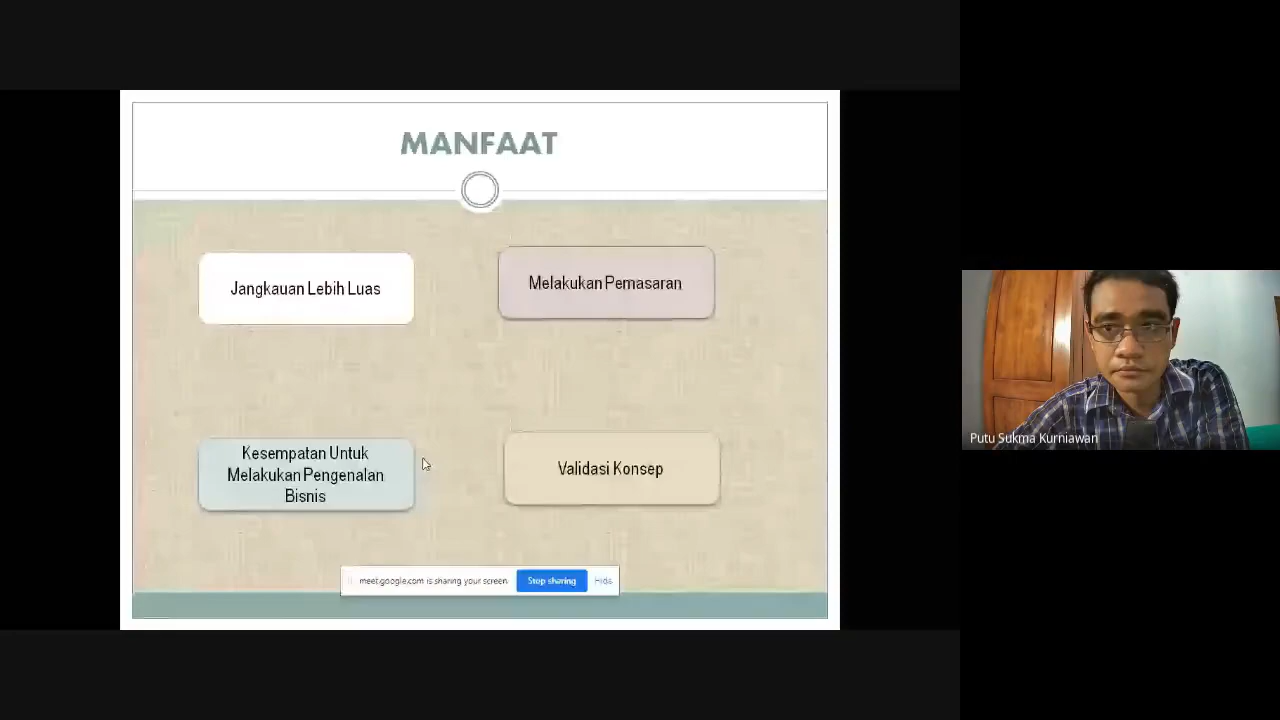 MANFAAT
Jangkauan Lebih Luas
Melakukan Pemasaran
Kesempatan Untuk
Melakukan Pengenalan
Bisnis
Validasi Konsep
meet.google.com is sharing your screen
Stop sharing
Hide
Putu Sukma Kurniawan